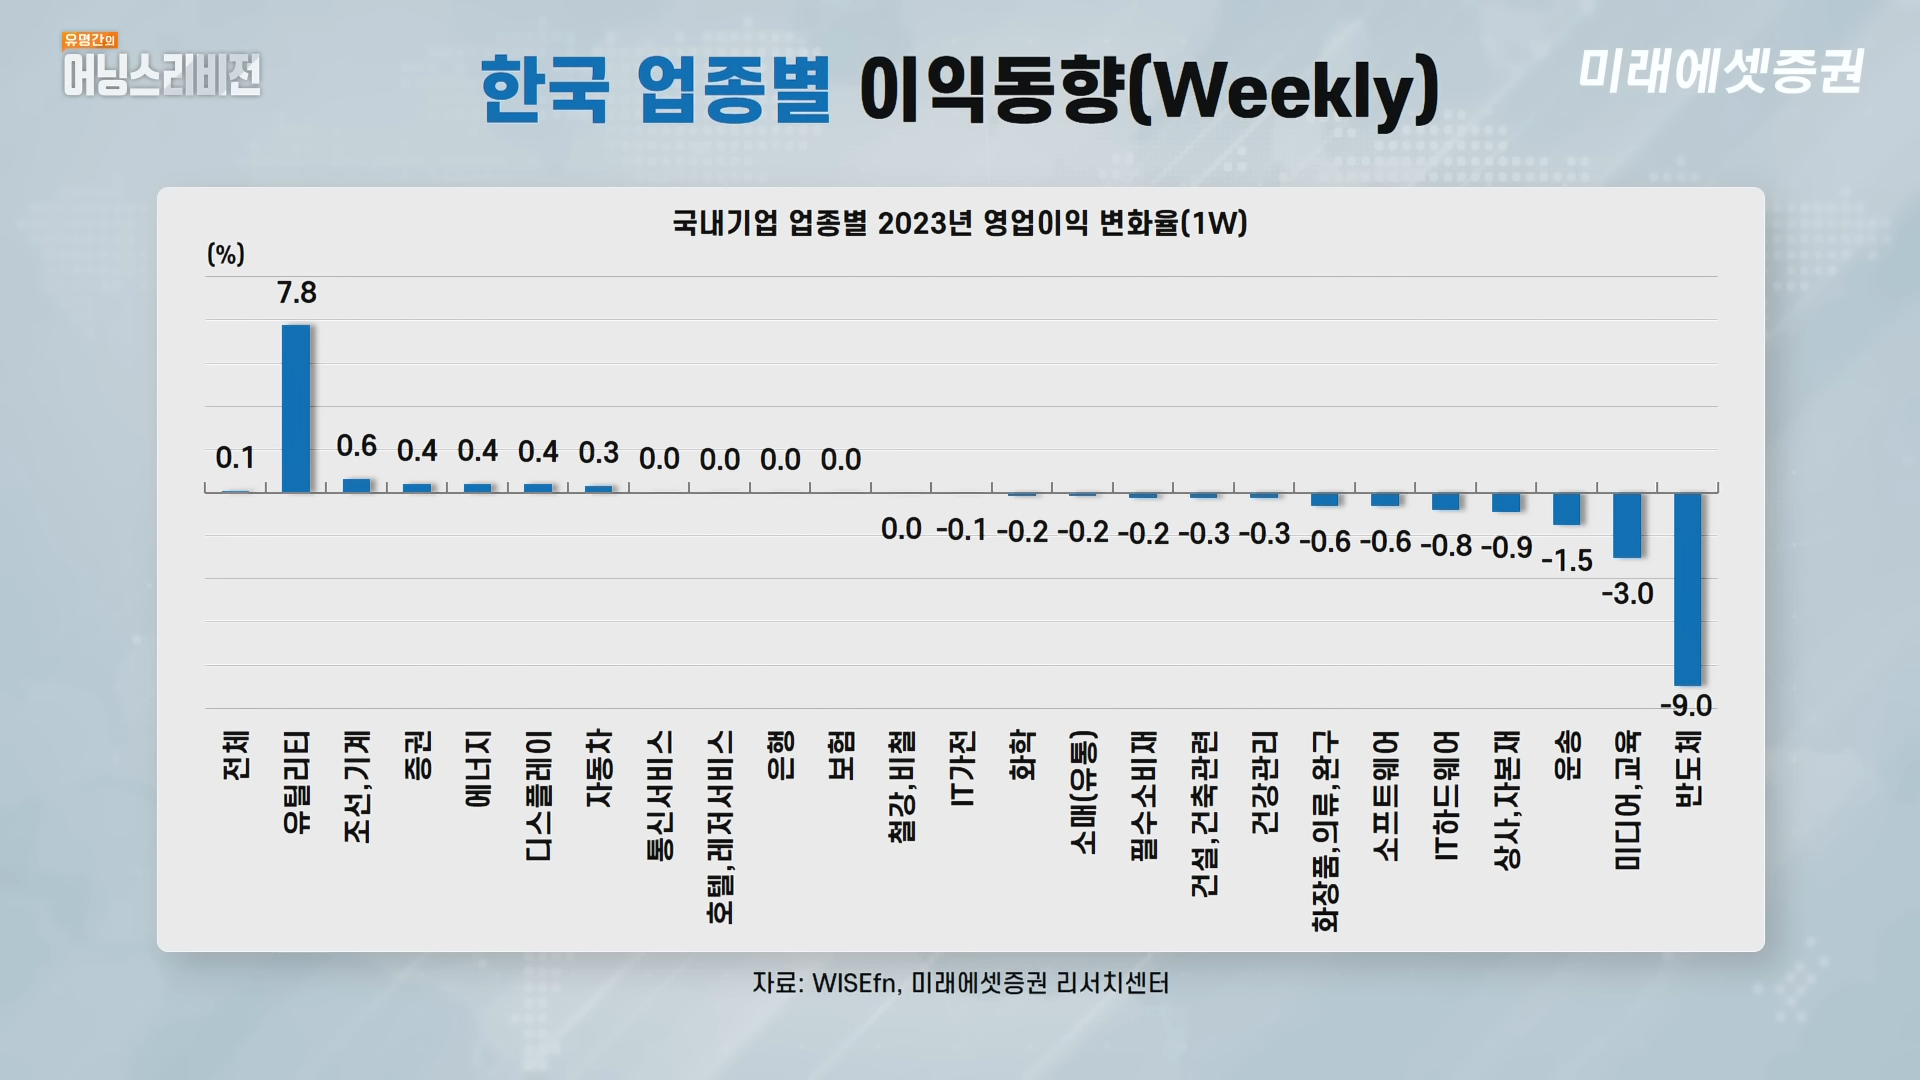 유명간의
어닝스리비전
한국 업종별 이익동향(Weekly)
미래에셋증권
국내기업 업종별 2023년 영업이익 변화율(1W)
(%)
0.1
7.8
0.6
0.4
0.4
0.4
0.3
0.0
0.0
0.0
0.0
0.0
-0.1
-0.2
-0.2
-0.2
-0.3
-0.3
-0.6
-0.6
-0.8
-0.9
-1.5
-3.0
-9.0
전체
유틸리티
조선,기계
증권
에너지
디스플레이
자동차
통신서비스
호텔,레저서비스
은행
보험
철강,비철
IT가전
화학
소매(유통)
필수소비재
건설,건축관련
건강관리
화장품,의류,완구
소프트웨어
IT하드웨어
상사,자본재
운송
미디어,교육
반도체
자료: WISEfn, 미래에셋증권 리서치센터